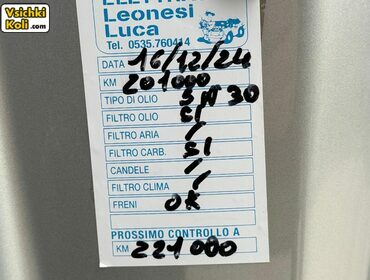 Vsichki
Koli.com
Leonesi
Luca
Tel. 0535.760414
DATA 16/12/24
KM 201000
TIPO DI OLIO 5W30
FILTRO OLIO SI
FILTRO ARIA /
FILTRO CARB. SI
CANDELE /
FILTRO CLIMA /
FRENI OK
PROSSIMO CONTROLLO A
KM 221000